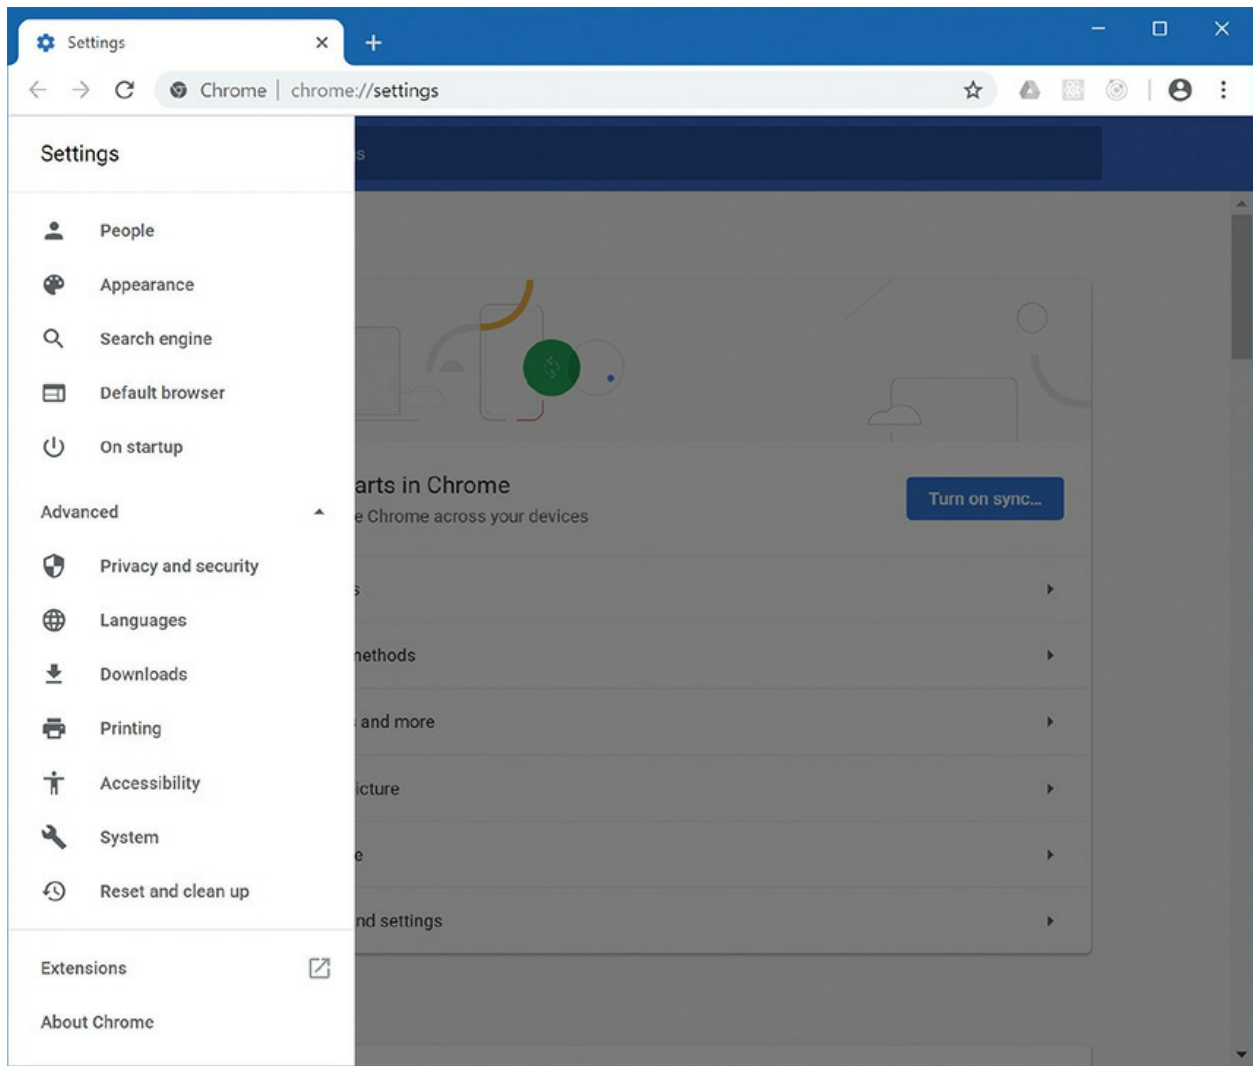 Settings
Chrome | chrome://settings
Settings
s
People
Appearance
Search engine
Default browser
On startup
arts in Chrome
e Chrome across your devices
Turn on sync...
Advanced
Privacy and security
s
Languages
methods
Downloads
Printing
and more
Accessibility
icture
System
e
Reset and clean up
nd settings
Extensions
About Chrome